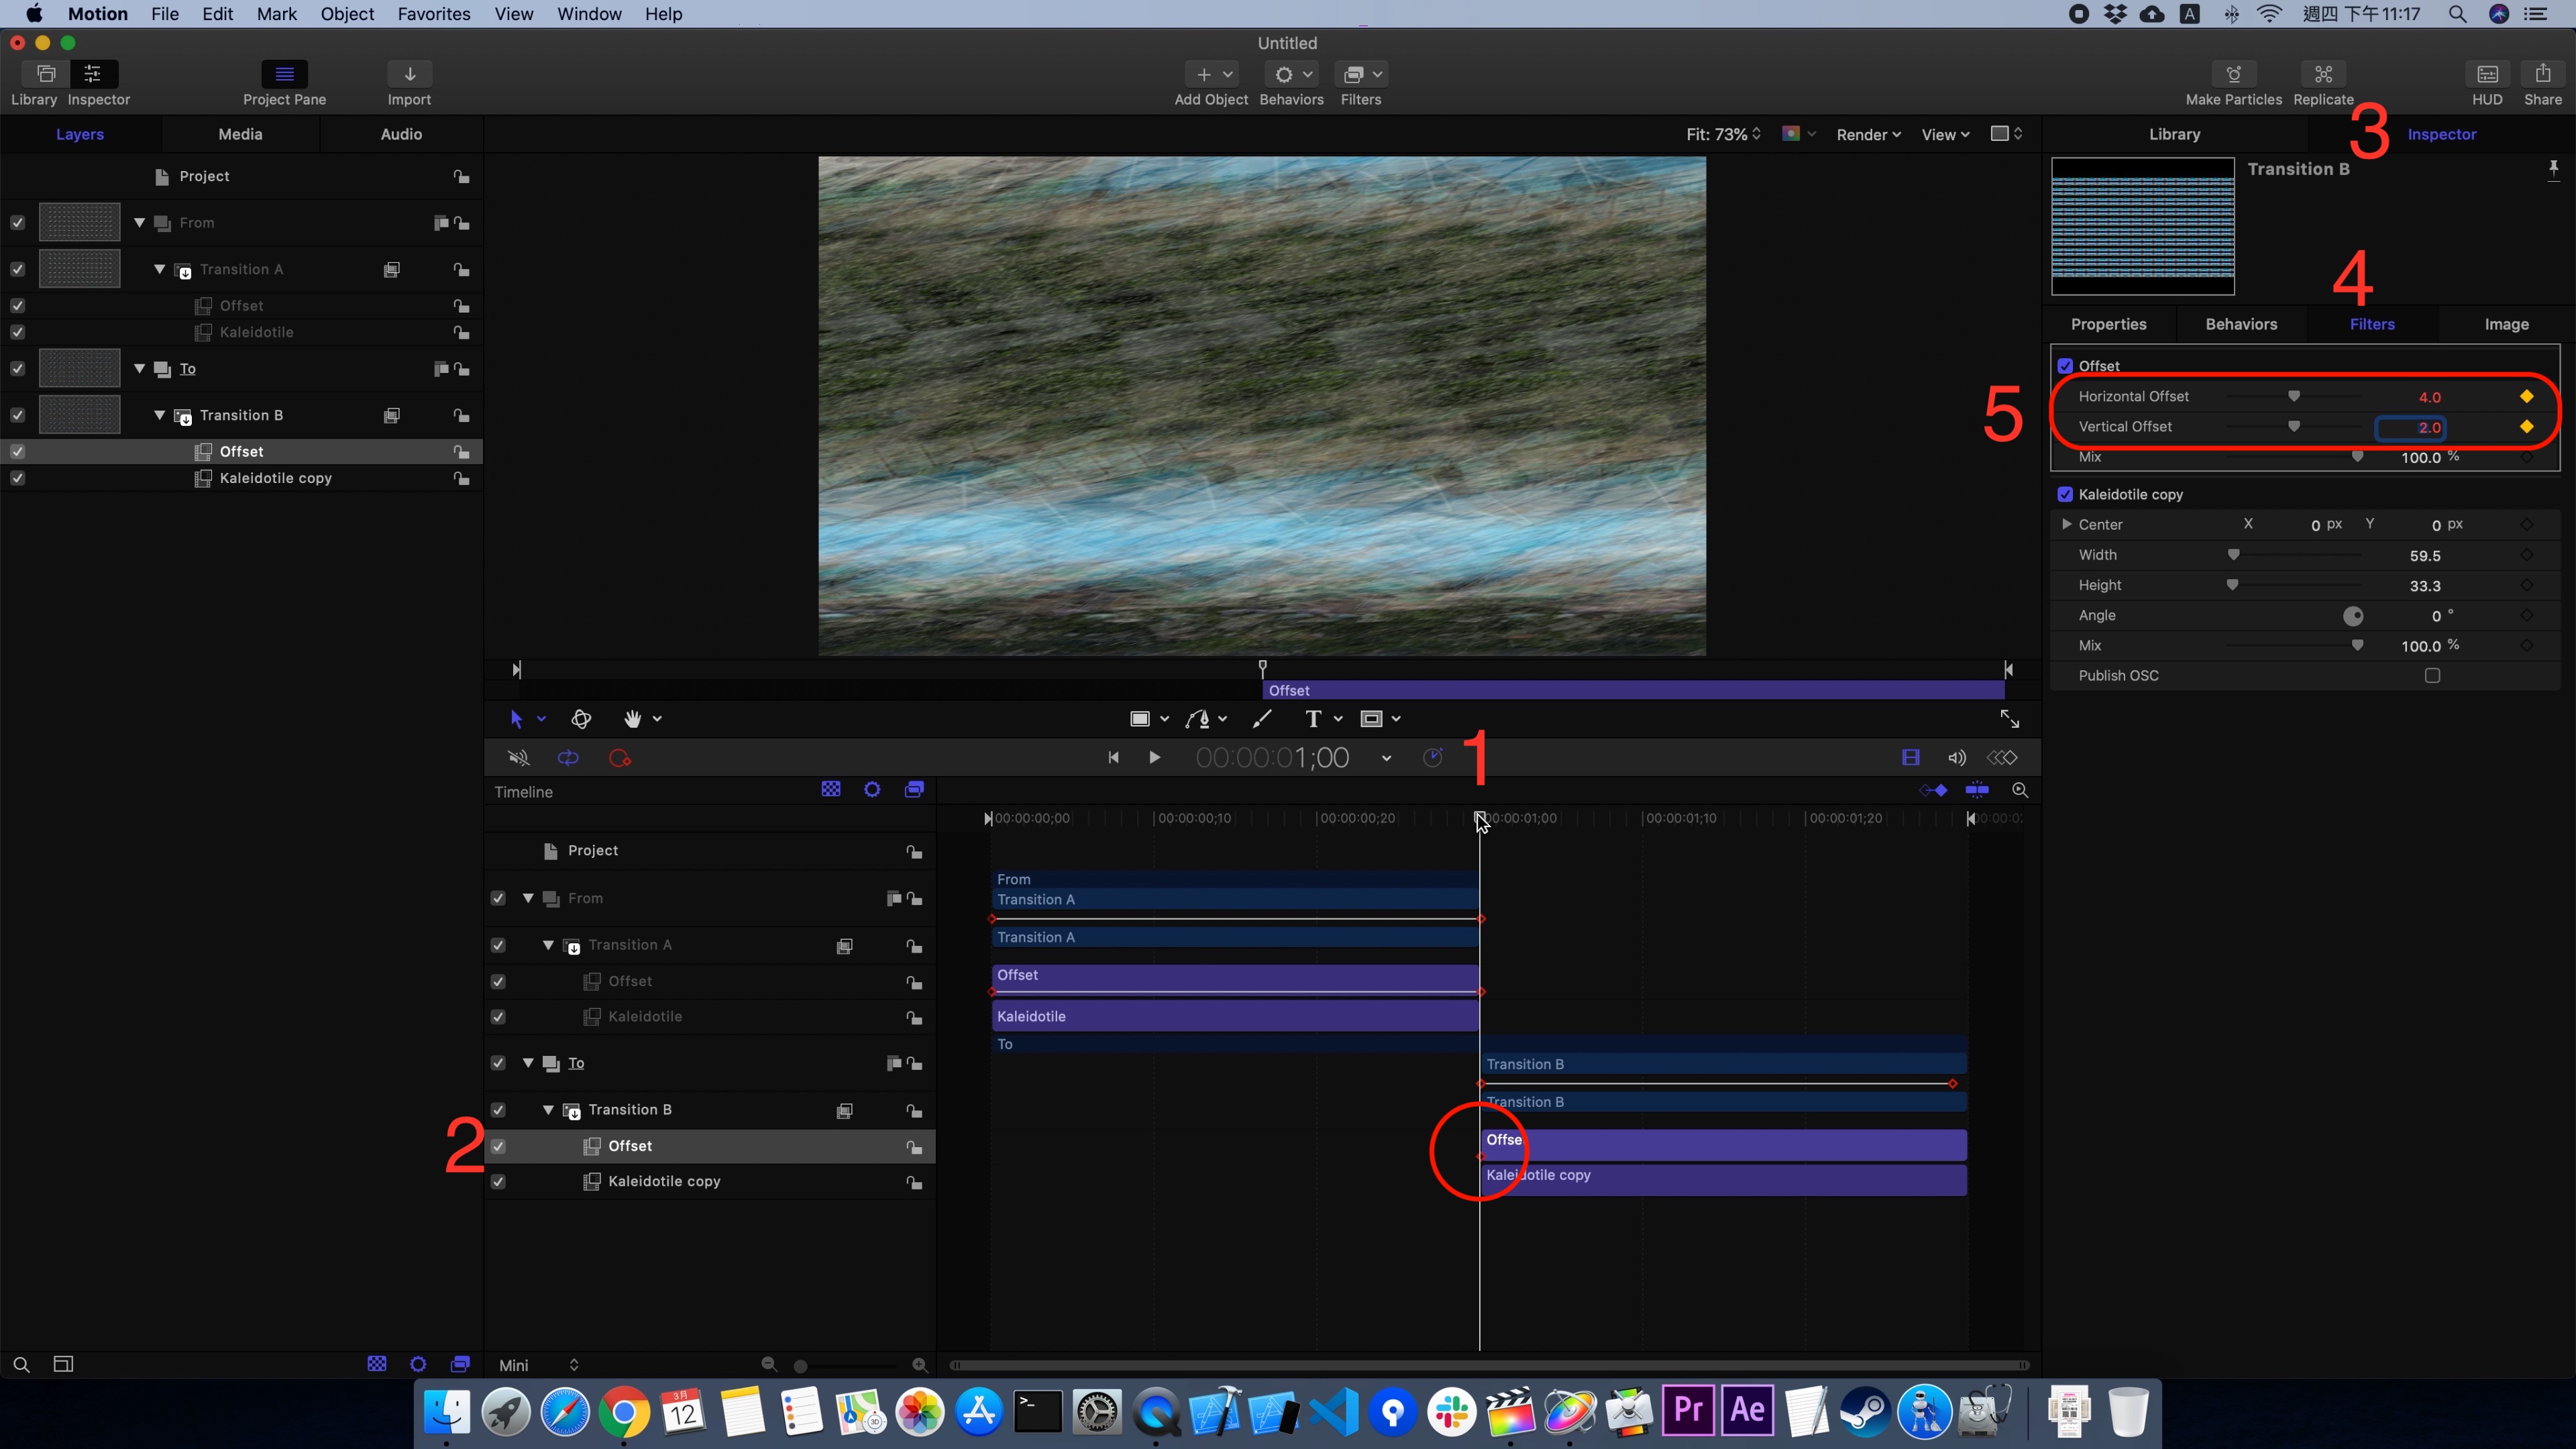 Motion File Edit Mark Object Favorites View Window Help
A 週四 下午11:17
Untitled
Library Inspector Project Pane Import Add Object Behaviors Filters Make Particles Replicate HUD Share
3
Layers Media Audio
Fit: 73% Render View
Library Inspector
Project
From
Transition A
Offset
Kaleidotile
To
Transition B
Offset
Kaleidotile copy
Transition B
4
Properties Behaviors Filters Image
5
Offset
Horizontal Offset 4.0
Vertical Offset 2.0
Mix 100.0 %
Kaleidotile copy
Center X 0 px Y 0 px
Width 59.5
Height 33.3
Angle 0 °
Mix 100.0 %
Publish OSC
Offset
T
00:00:00:01;00
1
Timeline
00:00:00;00 00:00:00;10 00:00:00;20 00:00:01;00 00:00:01;10 00:00:01;20
Project
From
Transition A
Offset
Kaleidotile
To
Transition B
2
Offset
Kaleidotile copy
From
Transition A
Transition A
Offset
Kaleidotile
To
Transition B
Transition B
Offse
Kaleidotile copy
Mini
3月
12
3D
Pr Ae